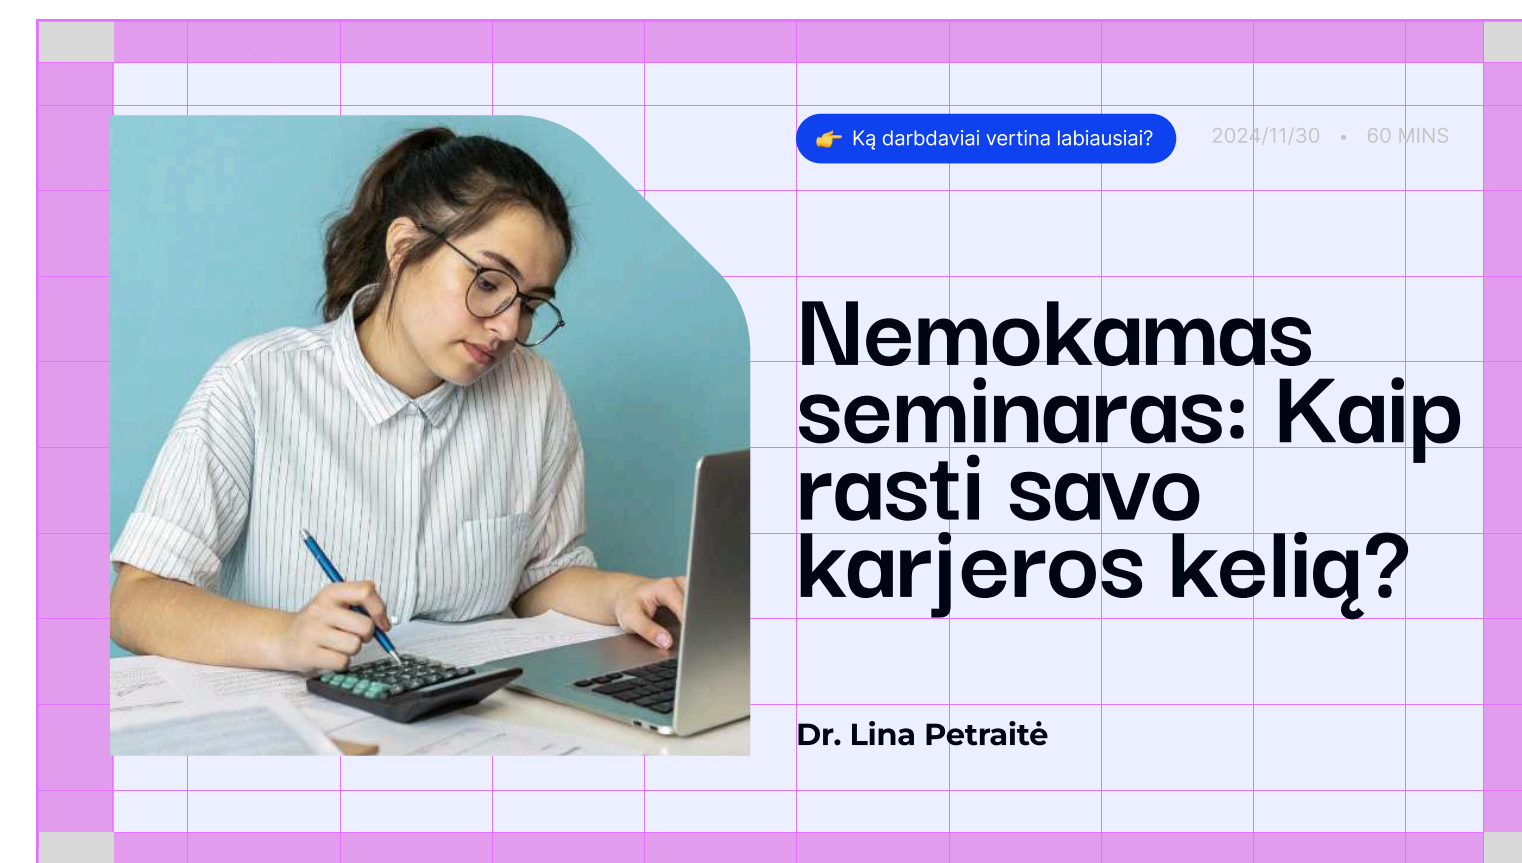 👉 Ką darbdaviai vertina labiausiai?
2024/11/30 • 60 MINS
Nemokamas
seminaras: Kaip
rasti savo
karjeros kelią?
Dr. Lina Petraitė